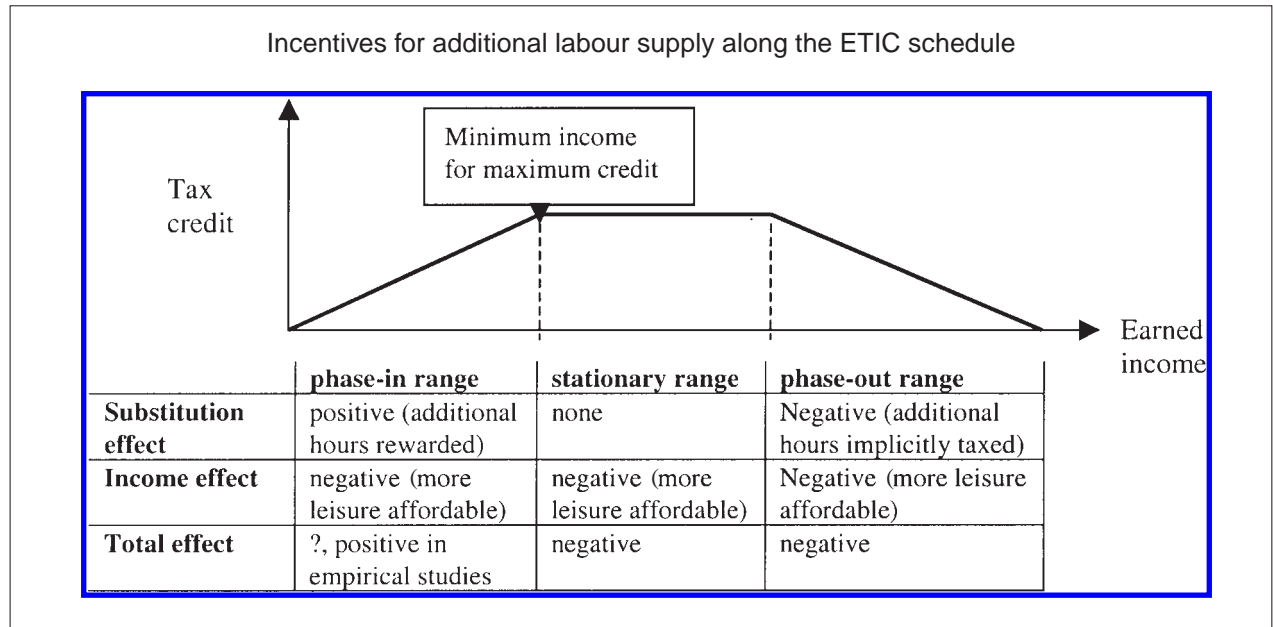 Incentives for additional labour supply along the ETIC schedule
Minimum income
for maximum credit
Tax
credit
Earned
income
phase-in range stationary range phase-out range
Substitution positive (additional none Negative (additional
effect hours rewarded) hours implicitly taxed)
Income effect negative (more negative (more Negative (more leisure
leisure affordable) leisure affordable) affordable)
Total effect ?, positive in negative negative
empirical studies